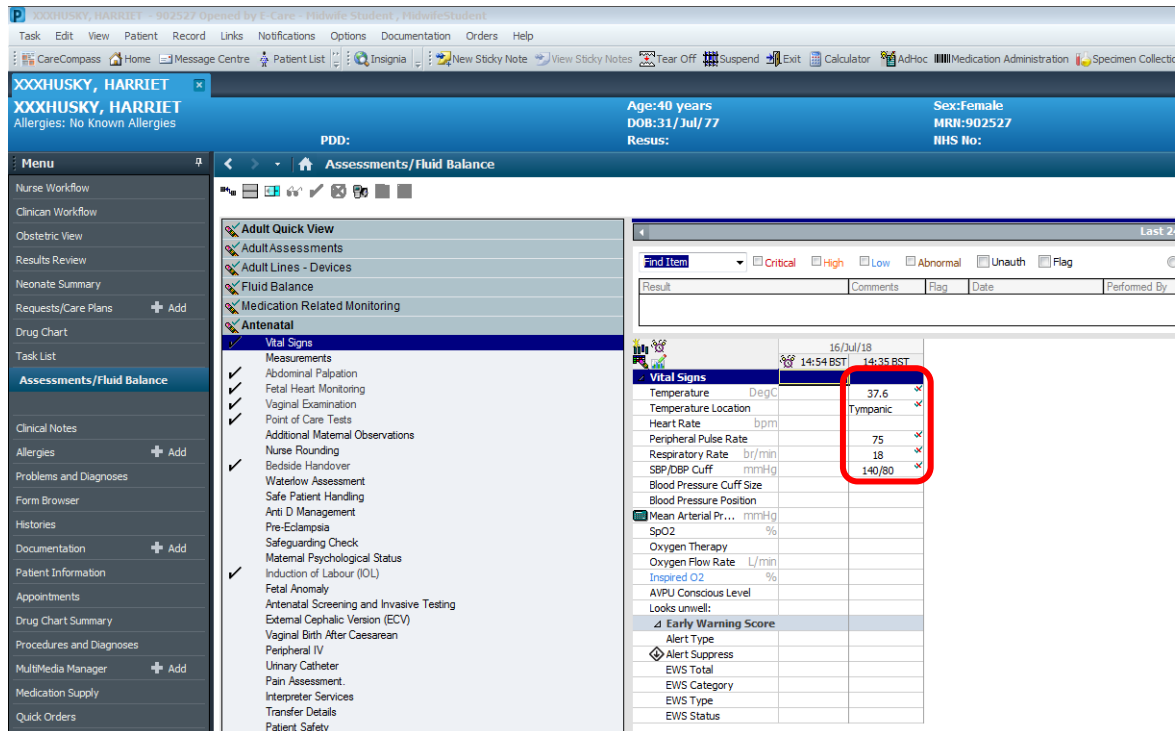 XXXHUSKY, HARRIET - 902527 Opened by E-Care - Midwife Student , MidwifeStudent
Task Edit View Patient Record Links Notifications Options Documentation Orders Help
CareCompass Home Message Centre Patient List Insignia New Sticky Note View Sticky Notes Tear Off Suspend Exit Calculator AdHoc Medication Administration Specimen Collectio
XXXHUSKY, HARRIET
XXXHUSKY, HARRIET Age:40 years Sex:Female
Allergies: No Known Allergies DOB:31/Jul/77 MRN:902527
PDD: Resus: NHS No:
Menu
Nurse Workflow
Clinican Workflow
Obstetric View
Results Review
Neonate Summary
Requests/Care Plans Add
Drug Chart
Task List
Assessments/Fluid Balance
Clinical Notes
Allergies Add
Problems and Diagnoses
Form Browser
Histories
Documentation Add
Patient Information
Appointments
Drug Chart Summary
Procedures and Diagnoses
MultiMedia Manager Add
Medication Supply
Quick Orders
Assessments/Fluid Balance
Adult Quick View
Adult Assessments
Adult Lines - Devices
Fluid Balance
Medication Related Monitoring
Antenatal
Vital Signs
Measurements
Abdominal Palpation
Fetal Heart Monitoring
Vaginal Examination
Point of Care Tests
Additional Maternal Observations
Nurse Rounding
Bedside Handover
Waterlow Assessment
Safe Patient Handling
Anti D Management
Pre-Eclampsia
Safeguarding Check
Maternal Psychological Status
Induction of Labour (IOL)
Fetal Anomaly
Antenatal Screening and Invasive Testing
External Cephalic Version (ECV)
Vaginal Birth After Caesarean
Peripheral IV
Urinary Catheter
Pain Assessment.
Interpreter Services
Transfer Details
Patient Safety
Last 24
Find Item Critical High Low Abnormal Unauth Flag
Result Comments Flag Date Performed By
16/Jul/18
14:54 BST 14:35 BST
Vital Signs
Temperature DegC 37.6
Temperature Location Tympanic
Heart Rate bpm
Peripheral Pulse Rate 75
Respiratory Rate br/min 18
SBP/DBP Cuff mmHg 140/80
Blood Pressure Cuff Size
Blood Pressure Position
Mean Arterial Pr... mmHg
SpO2 %
Oxygen Therapy
Oxygen Flow Rate L/min
Inspired O2 %
AVPU Conscious Level
Looks unwell:
Early Warning Score
Alert Type
Alert Suppress
EWS Total
EWS Category
EWS Type
EWS Status